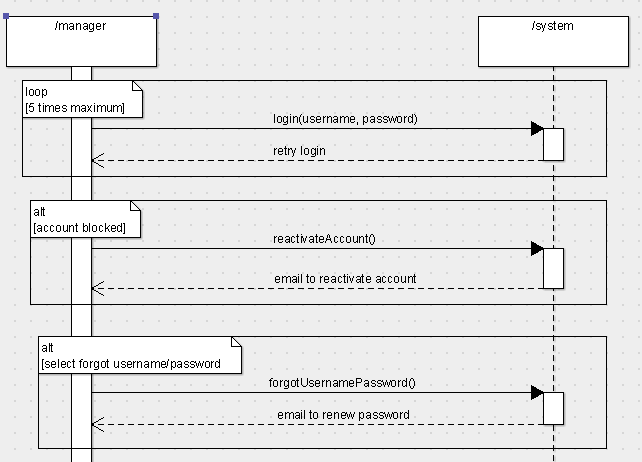 /manager
/system
loop
[5 times maximum]
login(username, password)
retry login
alt
[account blocked]
reactivateAccount()
email to reactivate account
alt
[select forgot username/password
forgotUsernamePassword()
email to renew password